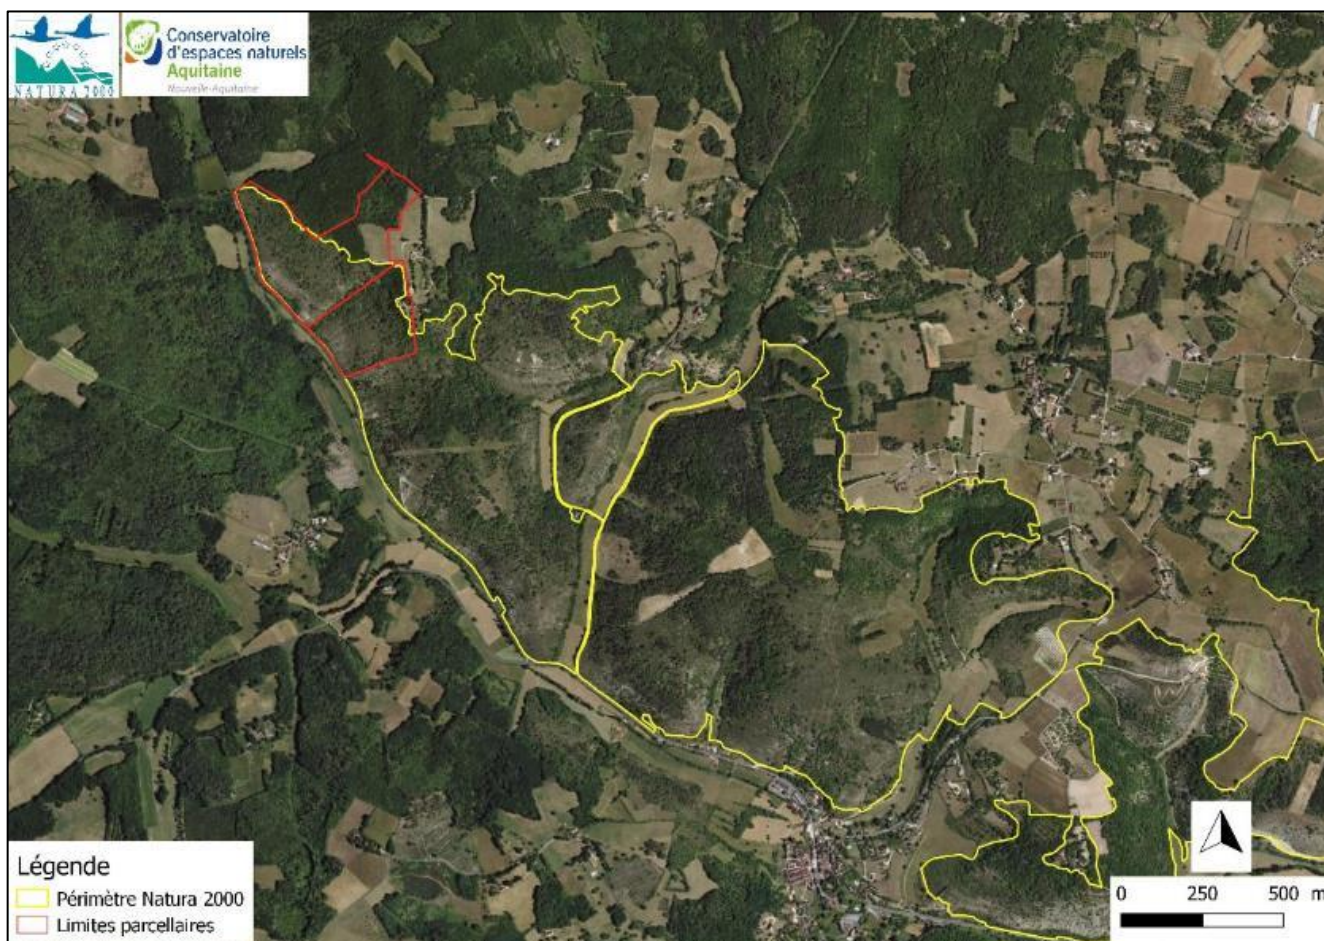 NATURA 2000
Conservatoire
d'espaces naturels
Aquitaine
Nouvelle-Aquitaine
Légende
Périmètre Natura 2000
Limites parcellaires
0 250 500 m